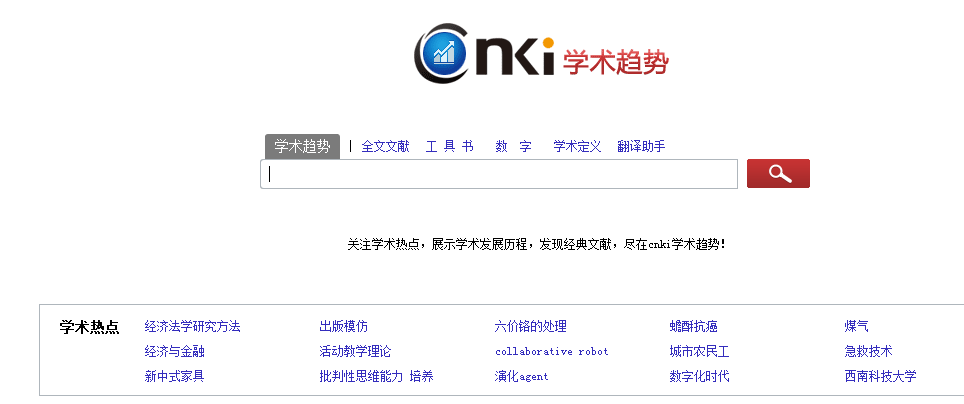 cnki 学术趋势
学术趋势 | 全文文献 工具书 数字 学术定义 翻译助手
关注学术热点，展示学术发展历程，发现经典文献，尽在cnki学术趋势！
学术热点 经济法学研究方法 出版模仿 六价铬的处理 蟾酥抗癌 煤气
经济与金融 活动教学理论 collaborative robot 城市农民工 急救技术
新中式家具 批判性思维能力 培养 演化agent 数字化时代 西南科技大学